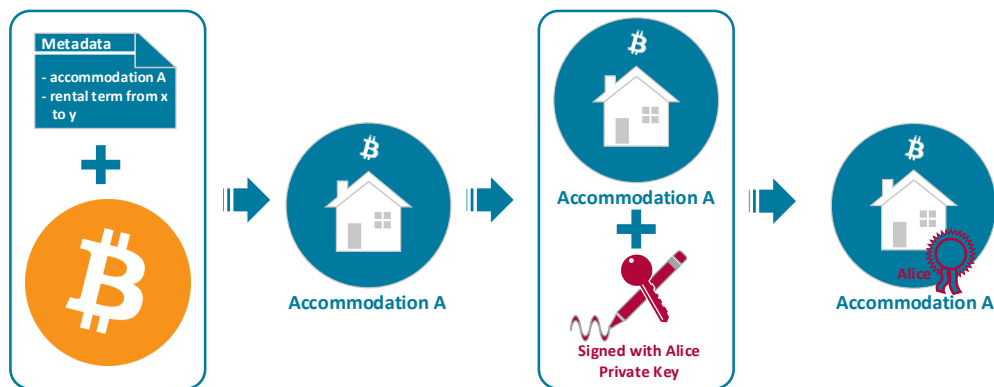 Metadata
- accommodation A
- rental term from x
to y
Accommodation A
Accommodation A
Signed with Alice
Private Key
Alice
Accommodation A